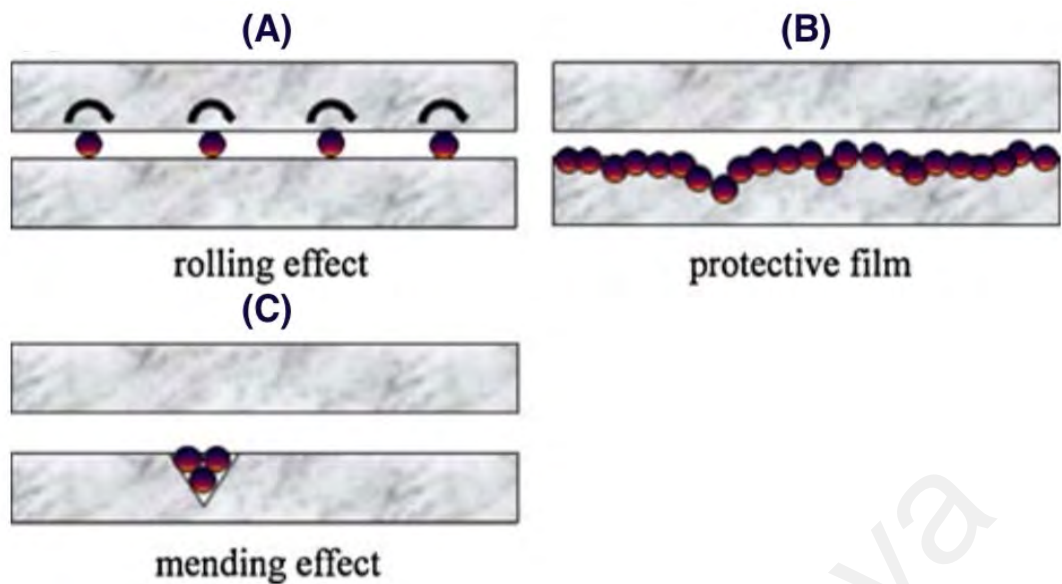 (A)
(B)
rolling effect
protective film
(C)
mending effect